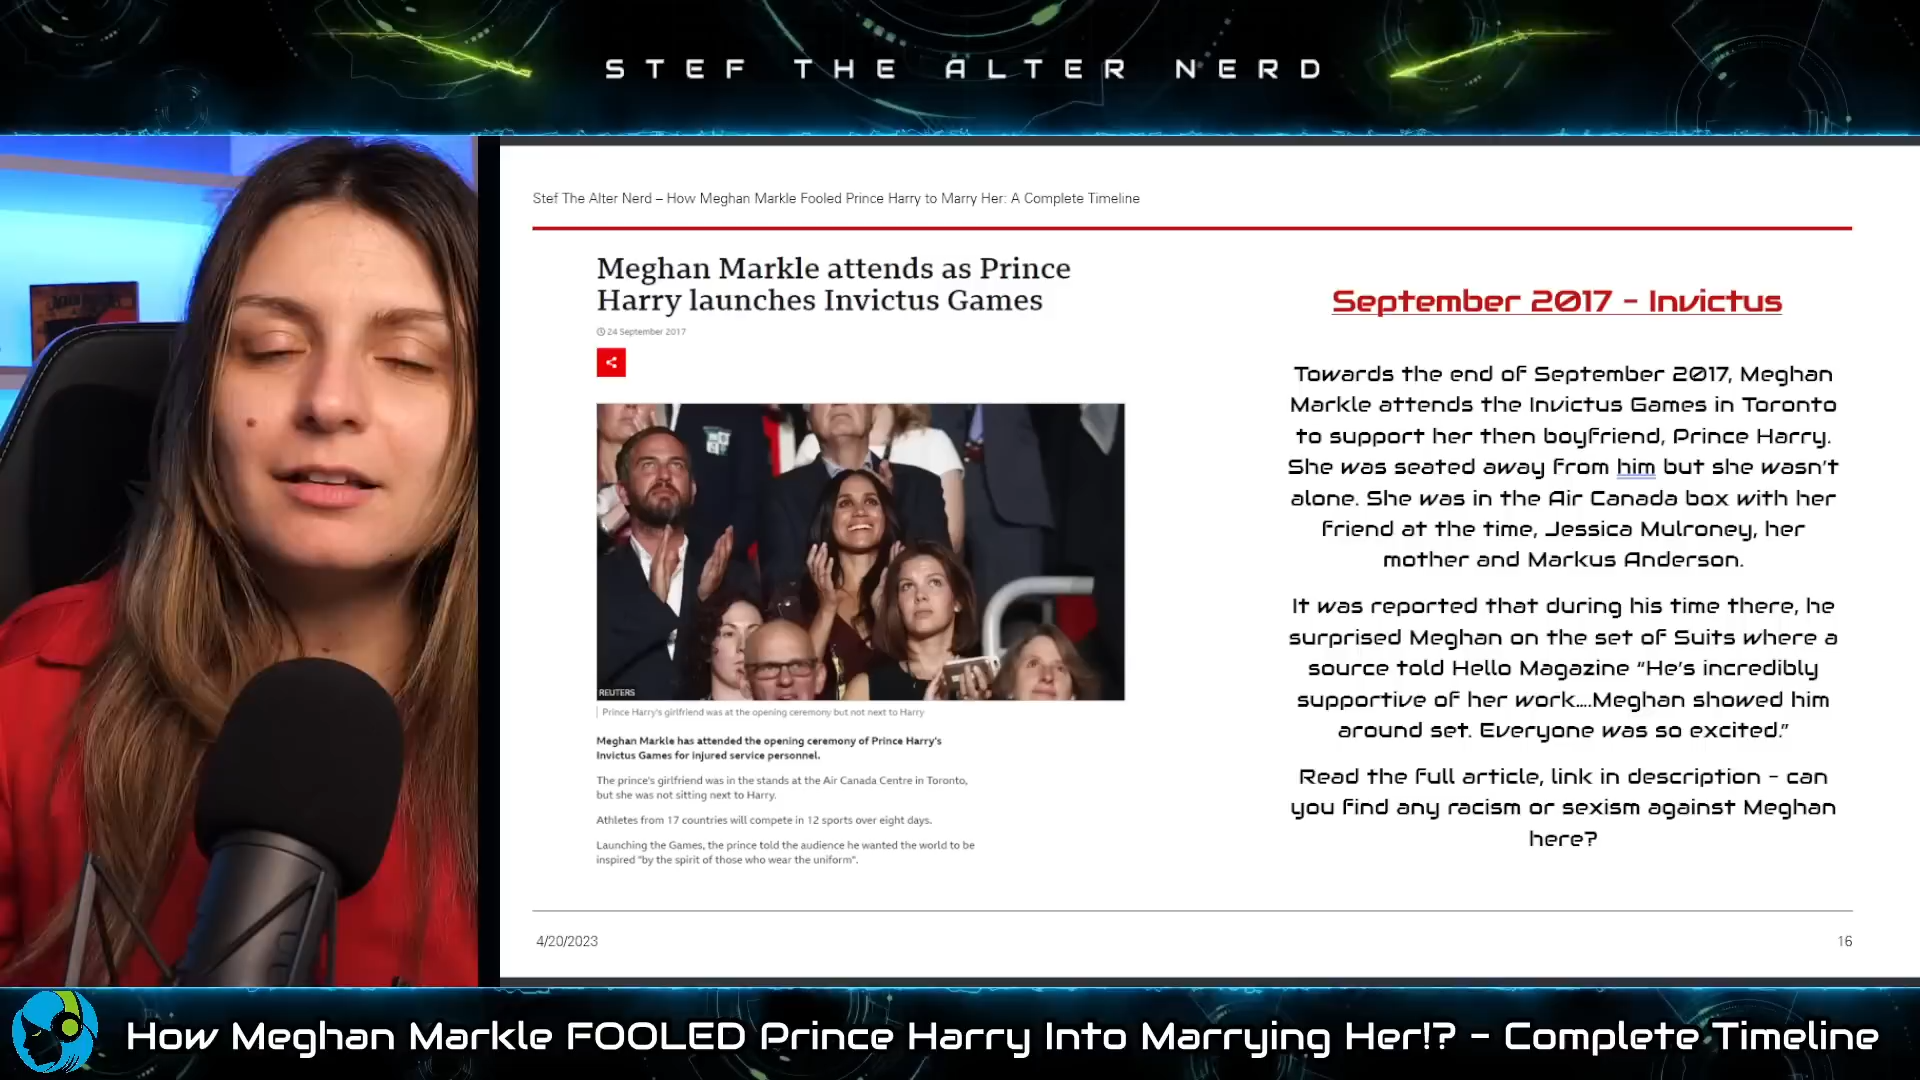 STEF THE ALTER NERD
Stef The Alter Nerd – How Meghan Markle Fooled Prince Harry to Marry Her: A Complete Timeline
Meghan Markle attends as Prince
Harry launches Invictus Games
24 September 2017
REUTERS
Prince Harry's girlfriend was at the opening ceremony but not next to Harry
Meghan Markle has attended the opening ceremony of Prince Harry's
Invictus Games for injured service personnel.
The prince's girlfriend was in the stands at the Air Canada Centre in Toronto,
but she was not sitting next to Harry.
Athletes from 17 countries will compete in 12 sports over eight days.
Launching the Games, the prince told the audience he wanted the world to be
inspired "by the spirit of those who wear the uniform".
September 2017 - Invictus
Towards the end of September 2017, Meghan
Markle attends the Invictus Games in Toronto
to support her then boyfriend, Prince Harry.
She was seated away from him but she wasn't
alone. She was in the Air Canada box with her
friend at the time, Jessica Mulroney, her
mother and Markus Anderson.
It was reported that during his time there, he
surprised Meghan on the set of Suits where a
source told Hello Magazine "He's incredibly
supportive of her work....Meghan showed him
around set. Everyone was so excited."
Read the full article, link in description - can
you find any racism or sexism against Meghan
here?
4/20/2023
16
How Meghan Markle FOOLED Prince Harry Into Marrying Her!? - Complete Timeline